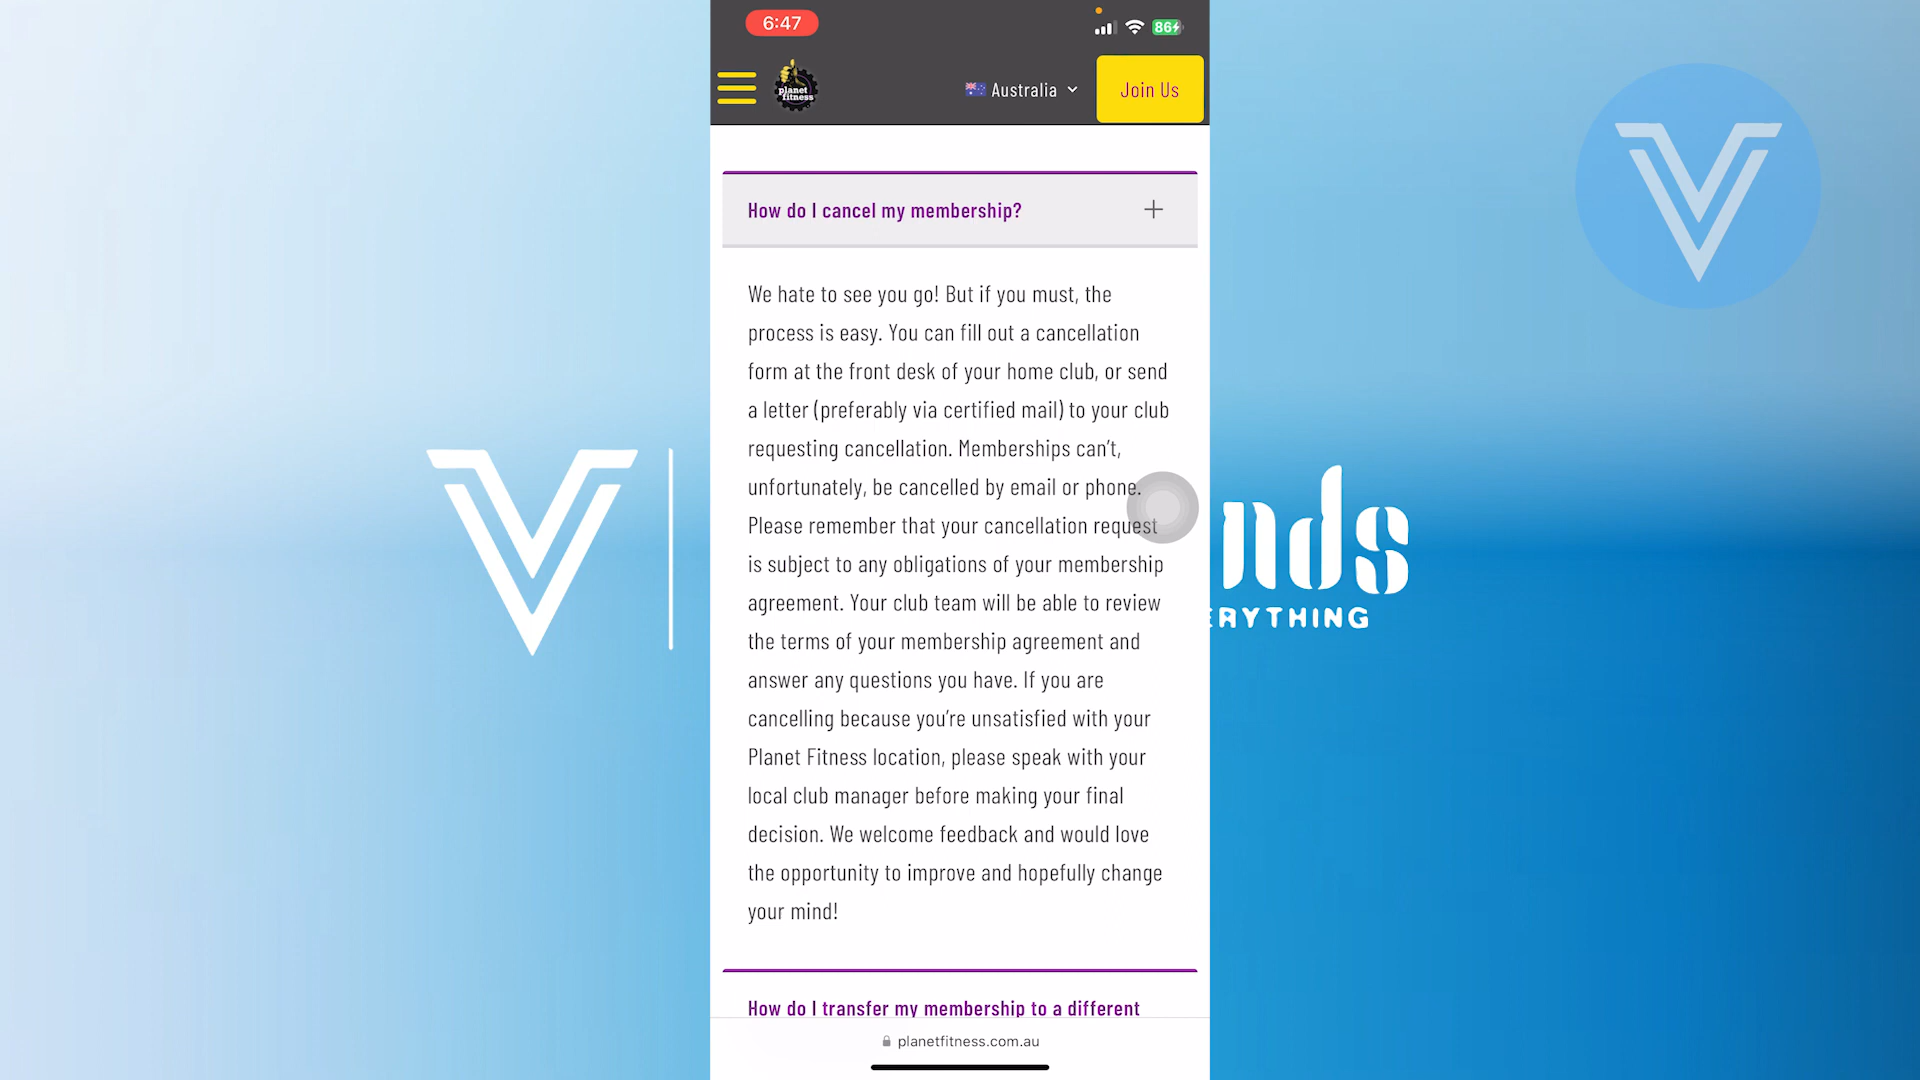 6:47
86
planet
fitness
Australia
Join Us
How do I cancel my membership?
We hate to see you go! But if you must, the
process is easy. You can fill out a cancellation
form at the front desk of your home club, or send
a letter (preferably via certified mail) to your club
requesting cancellation. Memberships can’t,
unfortunately, be cancelled by email or phone.
Please remember that your cancellation request
is subject to any obligations of your membership
agreement. Your club team will be able to review
the terms of your membership agreement and
answer any questions you have. If you are
cancelling because you’re unsatisfied with your
Planet Fitness location, please speak with your
local club manager before making your final
decision. We welcome feedback and would love
the opportunity to improve and hopefully change
your mind!
How do I transfer my membership to a different
planetfitness.com.au
nds
ERYTHING